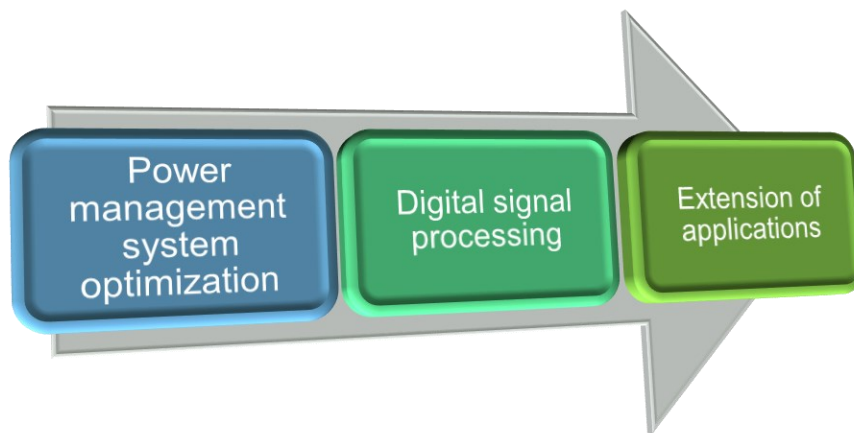 Power
management
system
optimization
Digital signal
processing
Extension of
applications